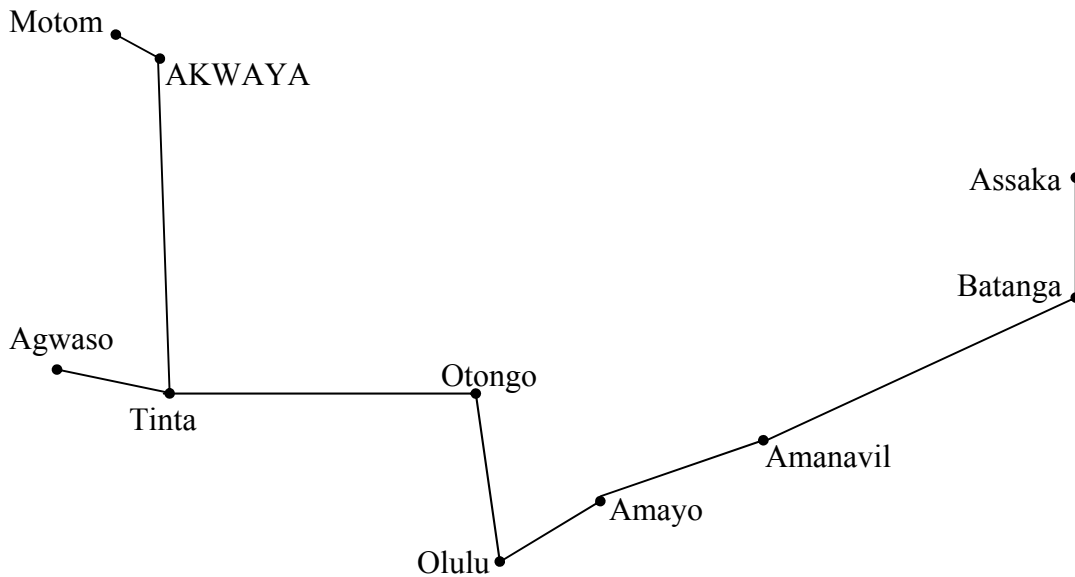 Motom
AKWAYA
Assaka
Batanga
Agwaso
Otongo
Tinta
Amanavil
Amayo
Olulu